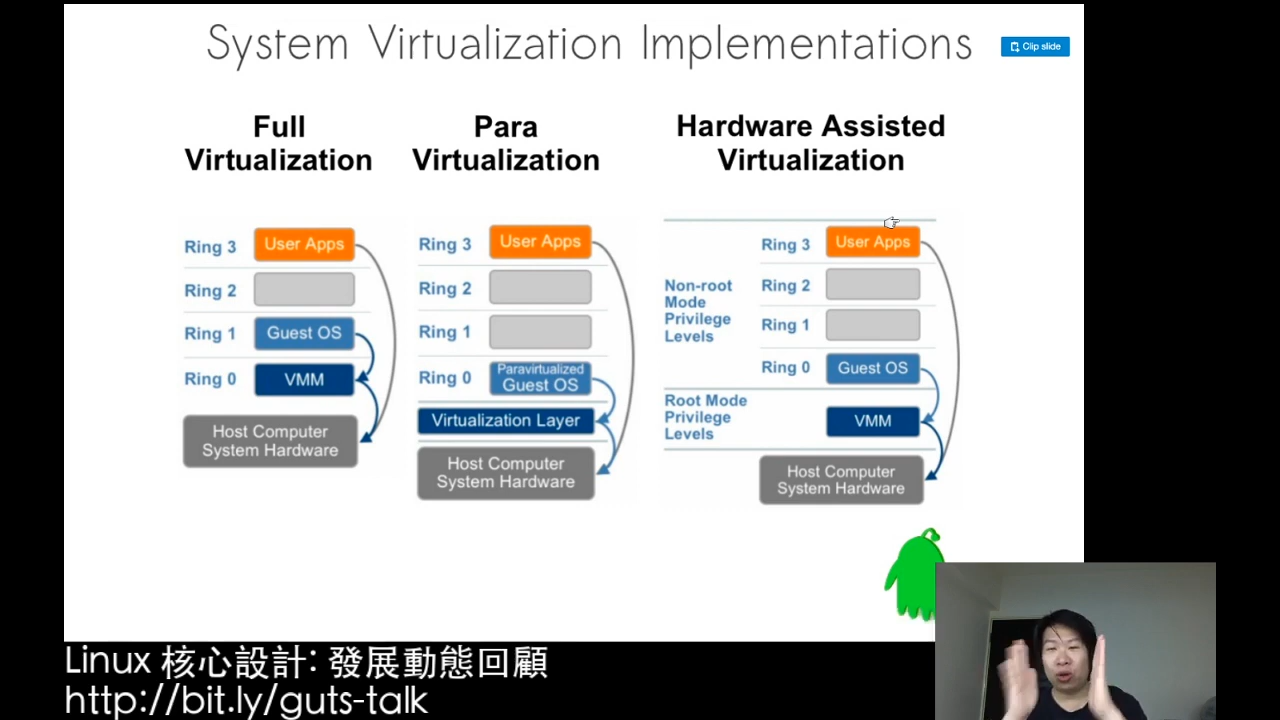 System Virtualization Implementations
Clip slide
Full
Virtualization
Ring 3
User Apps
Ring 2
Ring 1
Guest OS
Ring 0
VMM
Host Computer
System Hardware
Para
Virtualization
Ring 3
User Apps
Ring 2
Ring 1
Ring 0
Paravirtualized
Guest OS
Virtualization Layer
Host Computer
System Hardware
Hardware Assisted
Virtualization
Non-root
Mode
Privilege
Levels
Ring 3
User Apps
Ring 2
Ring 1
Ring 0
Guest OS
Root Mode
Privilege
Levels
VMM
Host Computer
System Hardware
Linux 核心設計: 發展動態回顧
http://bit.ly/guts-talk